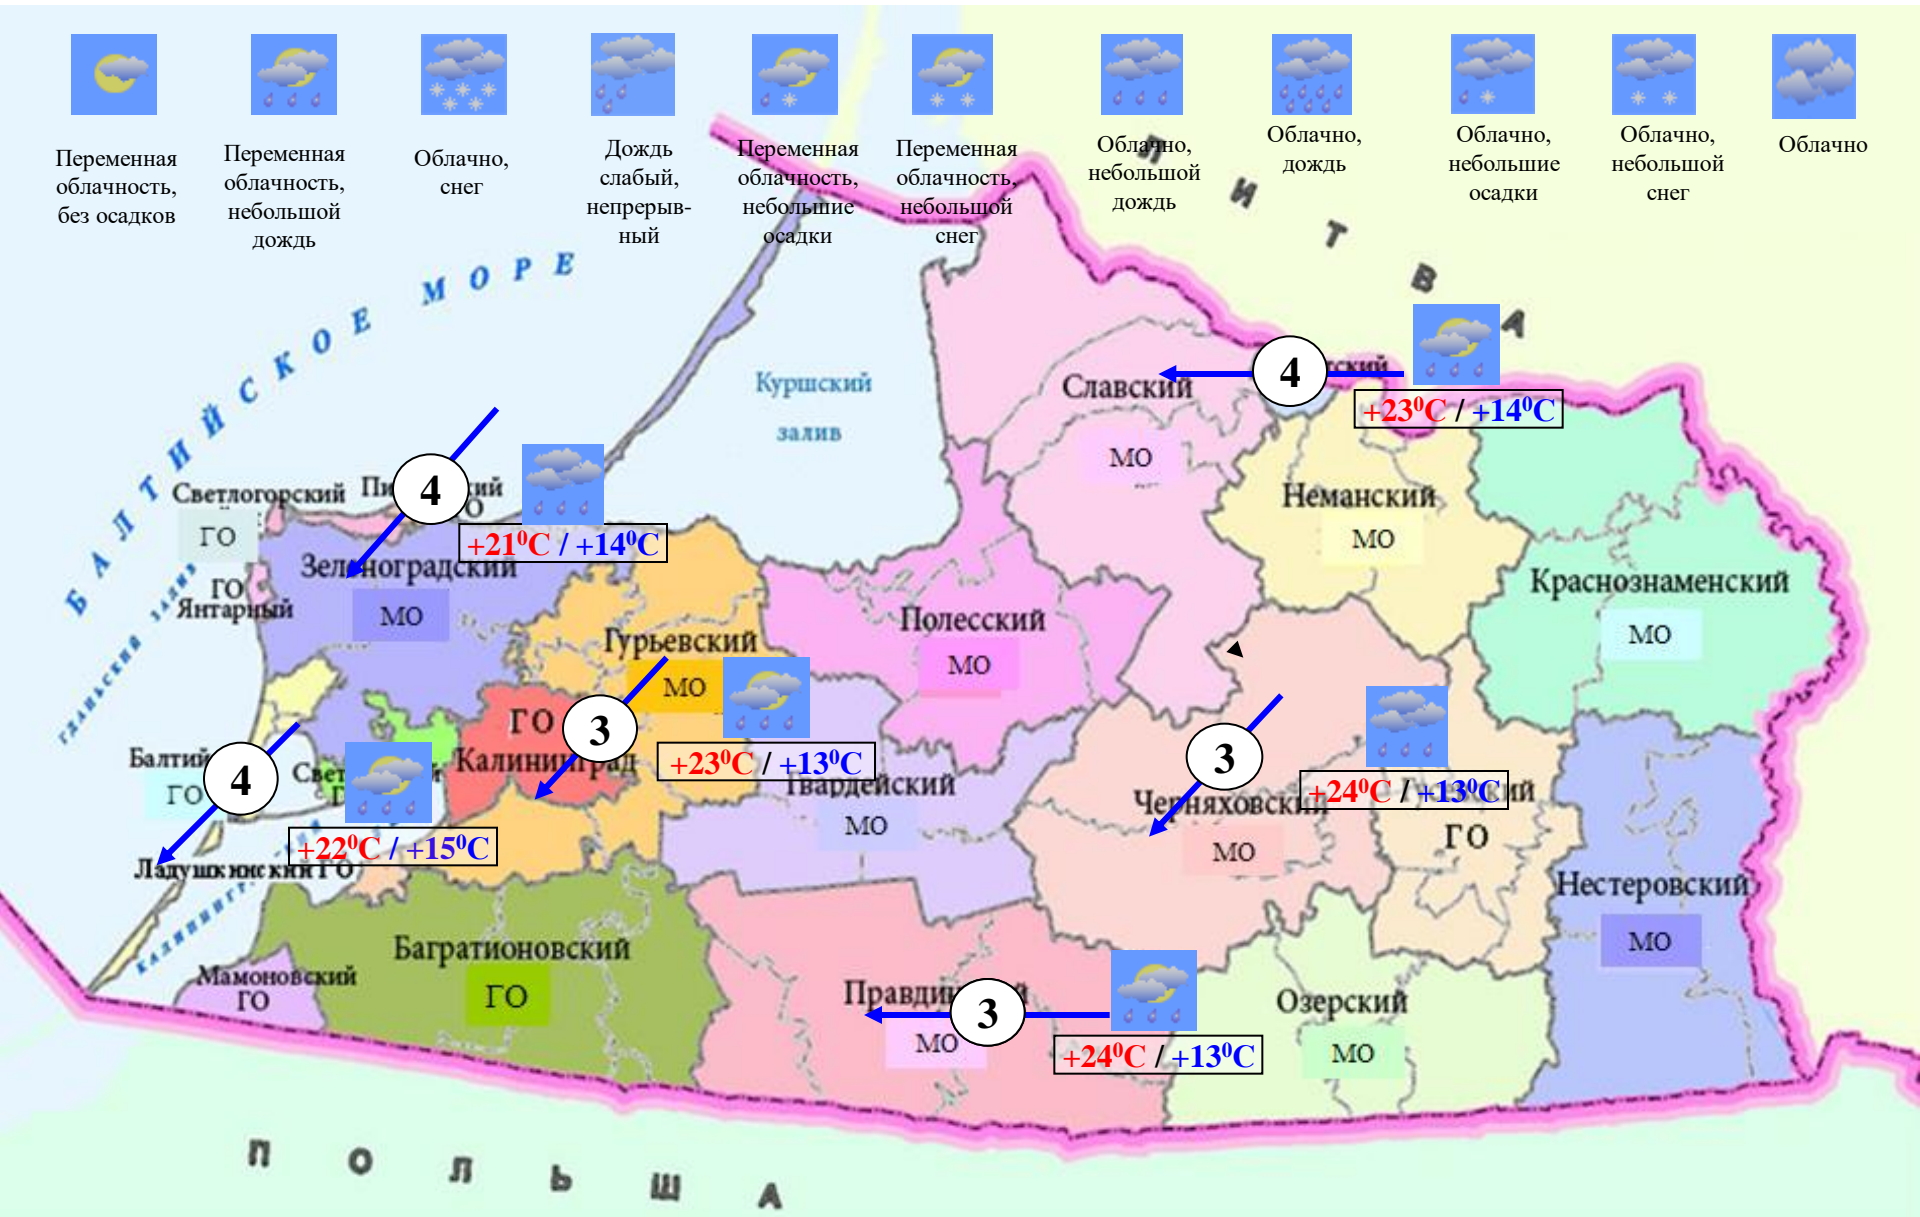 Переменная
облачность,
без осадков
Переменная
облачность,
небольшой
дождь
Облачно,
снег
Дождь
слабый,
непрерыв-
ный
Переменная
облачность,
небольшие
осадки
Переменная
облачность,
небольшой
снег
Облачно,
небольшой
дождь
Облачно,
дождь
Облачно,
небольшие
осадки
Облачно,
небольшой
снег
Облачно
ЛИТВА
БАЛТИЙСКОЕ МОРЕ
Куршский
залив
Славский
МО
4
+23⁰С / +14⁰С
Светлогорский
ГО
4
+21⁰С / +14⁰С
Зеленоградский
МО
ГО
Янтарный
Неманский
МО
Краснознаменский
МО
Полесский
МО
Гурьевский
МО
ГО
Калининград
3
+23⁰С / +13⁰С
ГДАНЬСКИЙ ЗАЛИВ
ГО
4
+22⁰С / +15⁰С
Ладушкинский ГО
Гвардейский
МО
3
Черняховский
МО
+24⁰С / +13⁰С
ГО
Нестеровский
МО
Багратионовский
ГО
Мамоновский
ГО
МО
3
+24⁰С / +13⁰С
Озерский
МО
ПОЛЬША